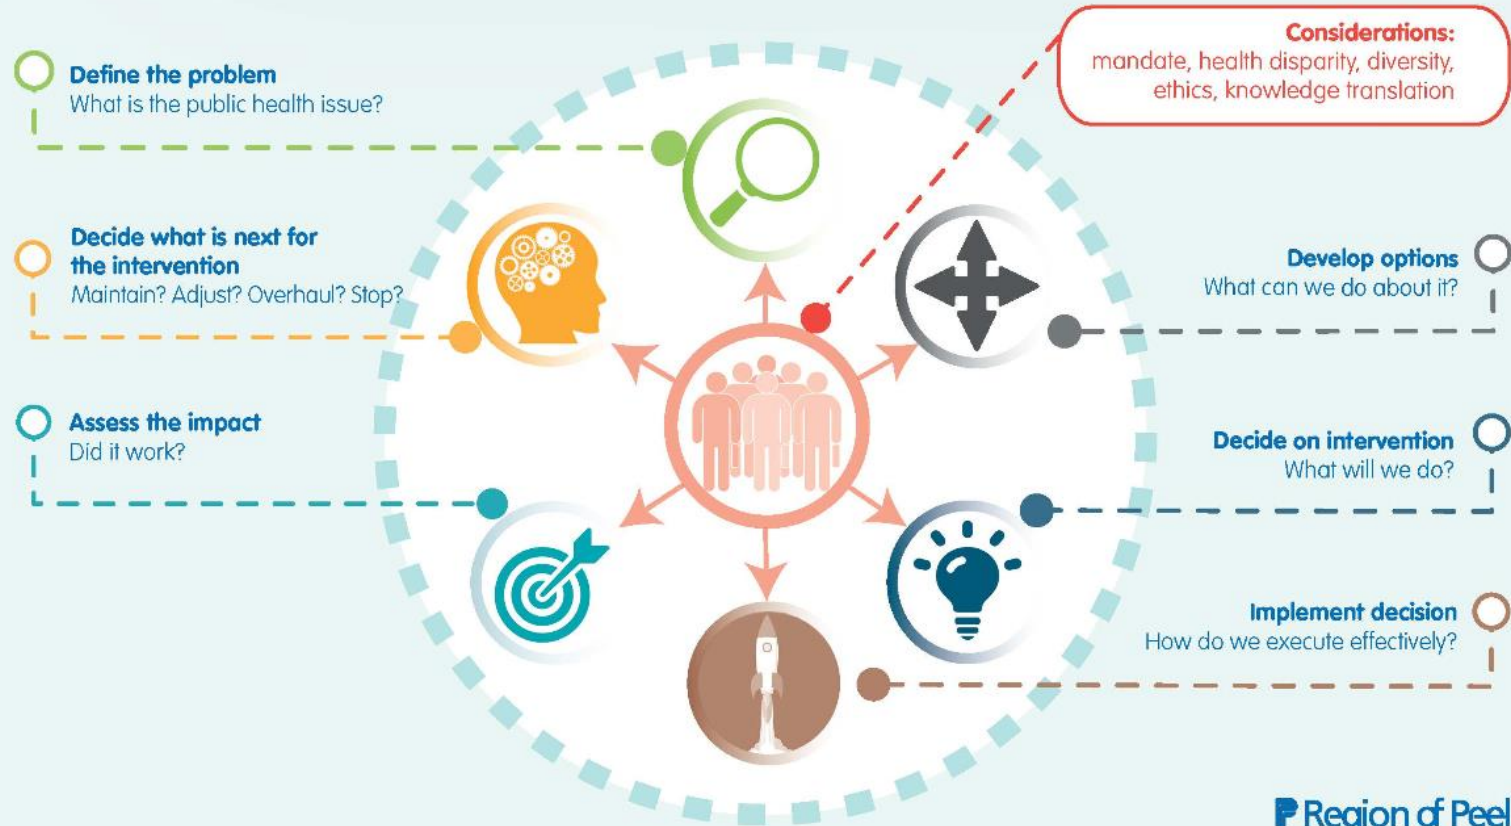 Define the problem
What is the public health issue?
Decide what is next for
the intervention
Maintain? Adjust? Overhaul? Stop?
Assess the impact
Did it work?
Considerations:
mandate, health disparity, diversity,
ethics, knowledge translation
Develop options
What can we do about it?
Decide on intervention
What will we do?
Implement decision
How do we execute effectively?
Region of Peel